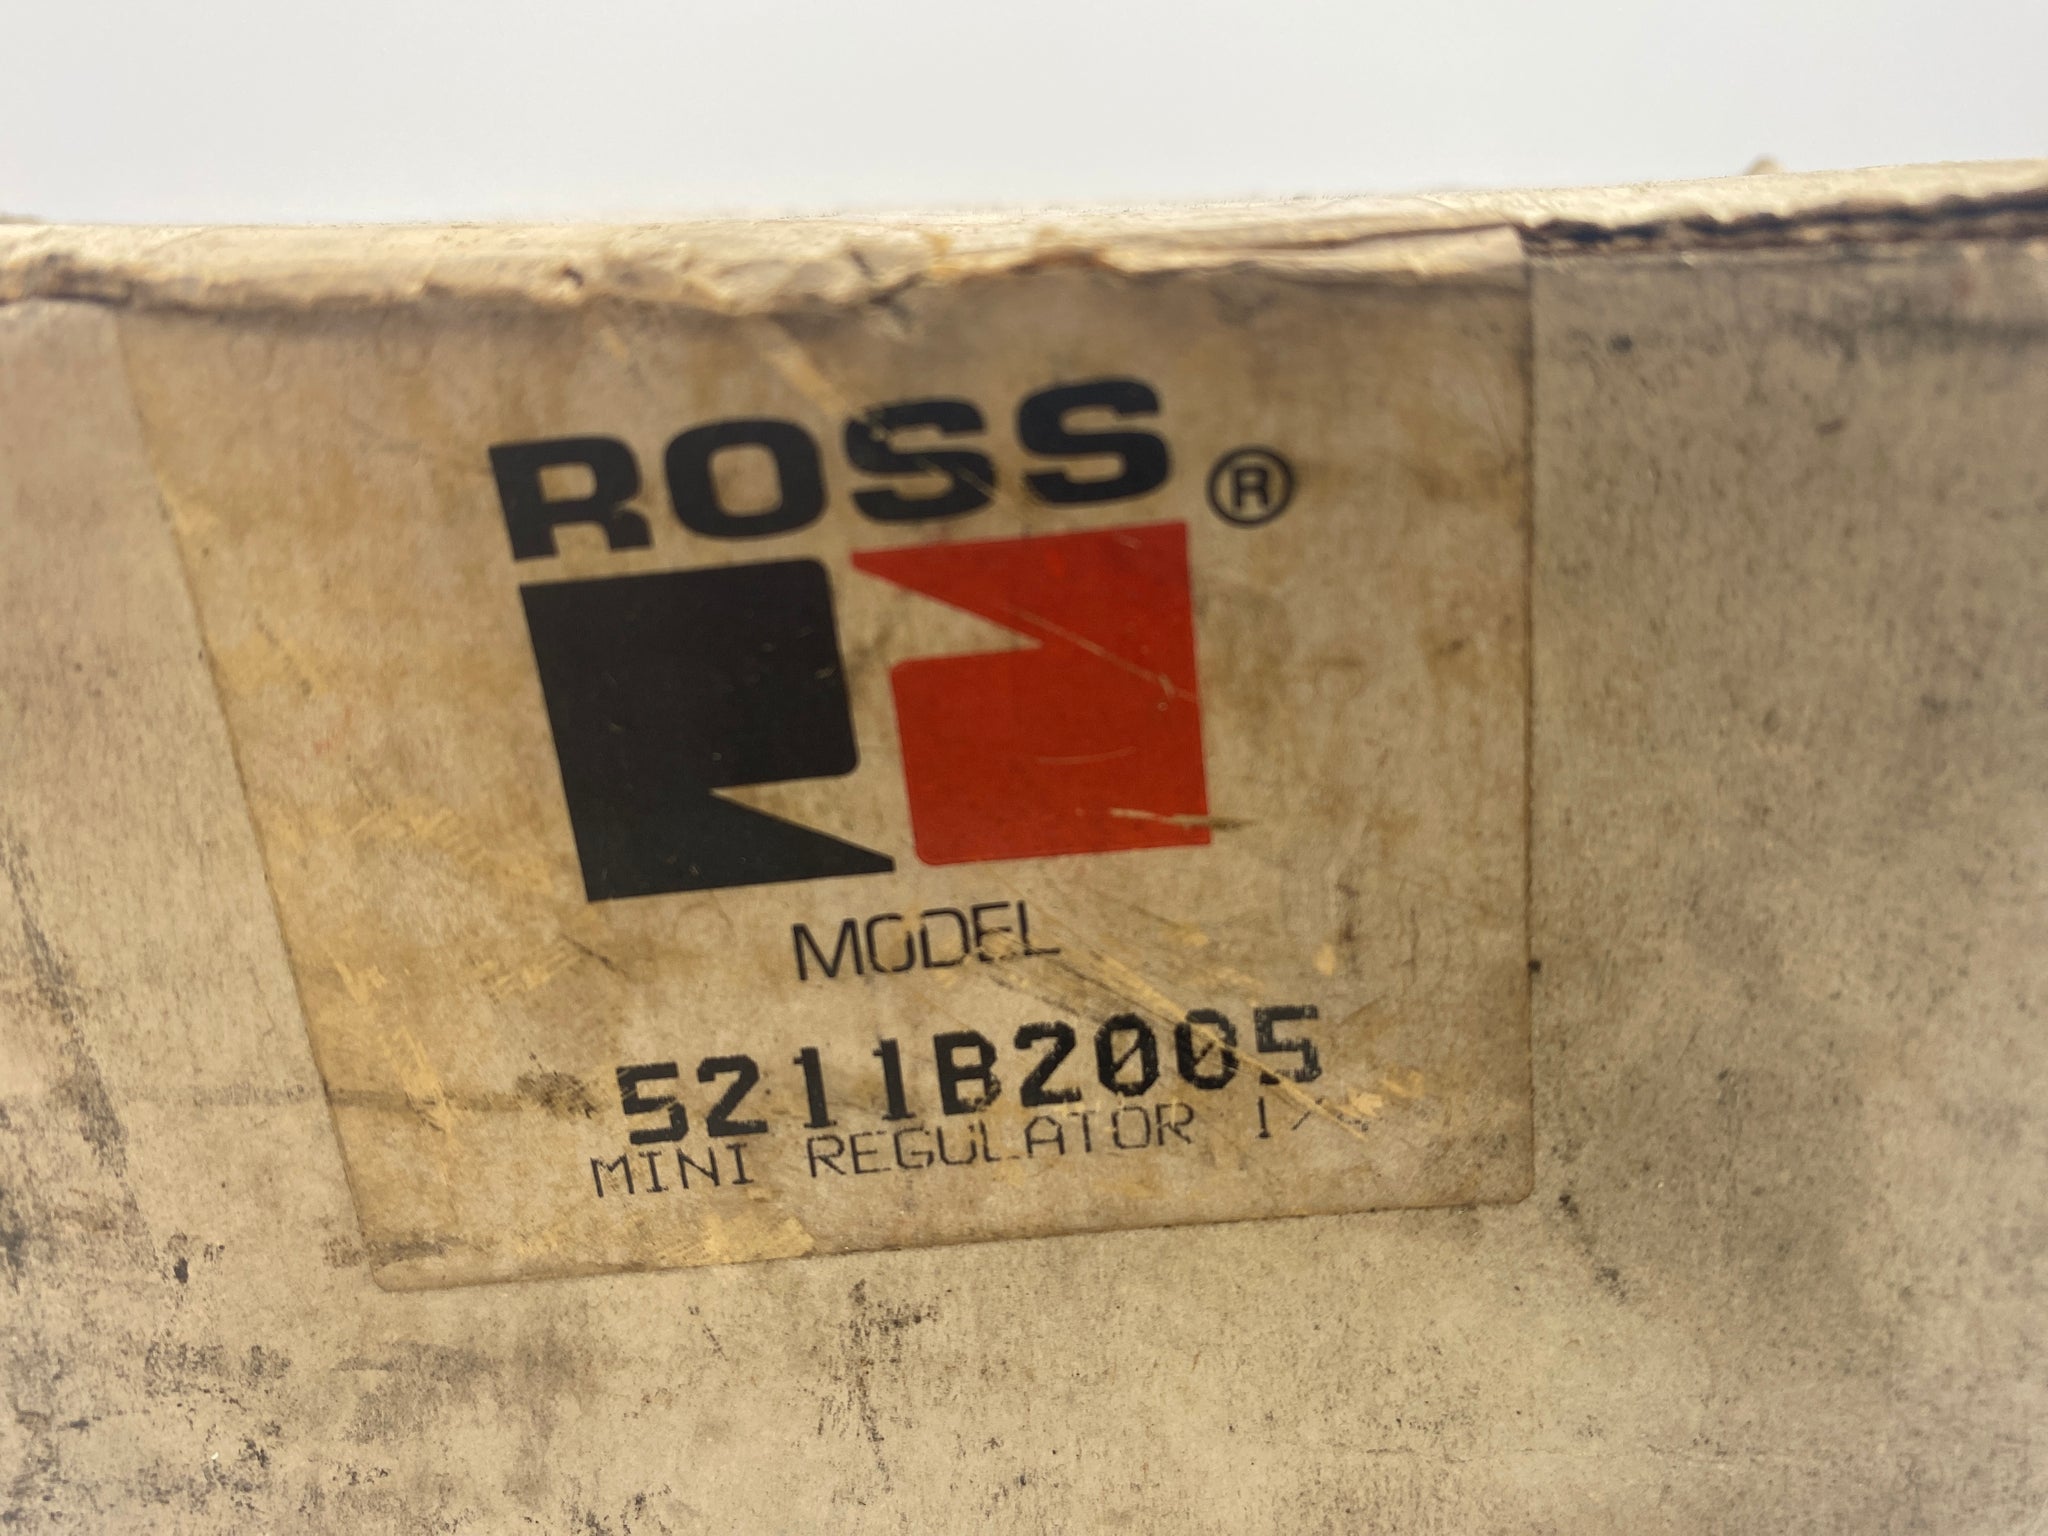 ROSS®
MODEL
5211B2005
MINI REGULATOR